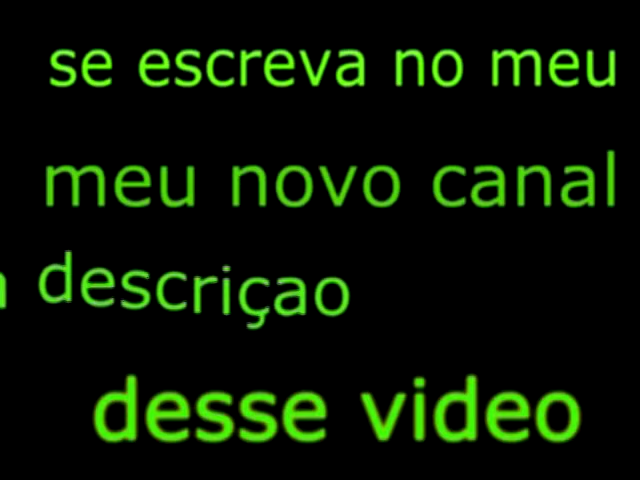 se escreva no meu
meu novo canal
descriçao
desse video